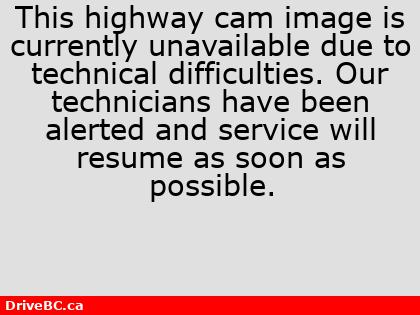 This highway cam image is
currently unavailable due to
technical difficulties. Our
technicians have been
alerted and service will
resume as soon as
possible.
DriveBC.ca